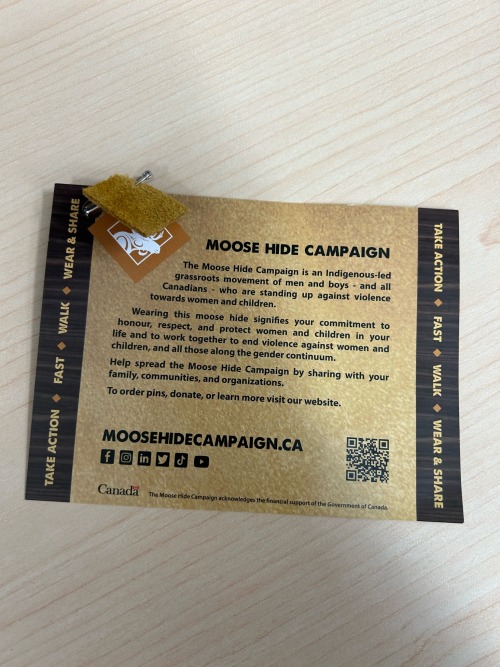 MOOSE HIDE CAMPAIGN
The Moose Hide Campaign is an Indigenous-led
grassroots movement of men and boys - and all
Canadians - who are standing up against violence
towards women and children.
Wearing this moose hide signifies your commitment to
honour, respect, and protect women and children in your
life and to work together to end violence against women and
children, and all those along the gender continuum.
Help spread the Moose Hide Campaign by sharing with your
family, communities, and organizations.
To order pins, donate, or learn more visit our website.
MOOSEHIDECAMPAIGN.CA
Canada
The Moose Hide Campaign acknowledges the financial support of the Government of Canada.
TAKE ACTION ◆ FAST ◆ WALK ◆ WEAR & SHARE
TAKE ACTION ◆ FAST ◆ WALK ◆ WEAR & SHARE